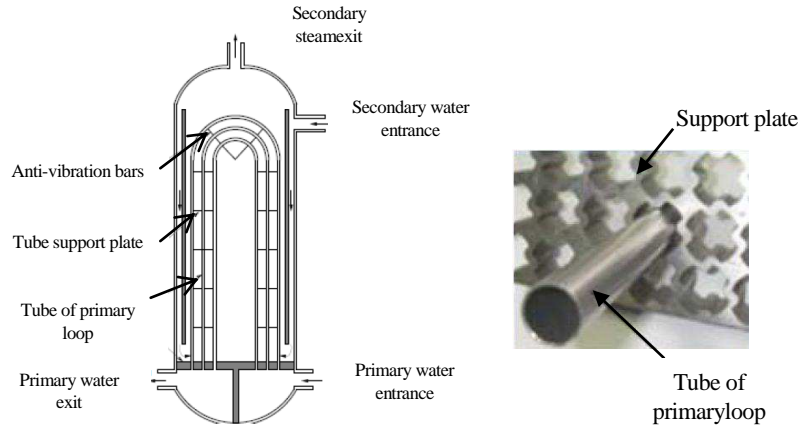 Secondary
steamexit
Secondary water
entrance
Anti-vibration bars
Tube support plate
Tube of primary
loop
Primary water
exit
Primary water
entrance
Support plate
Tube of
primaryloop